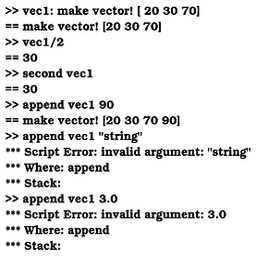 >> vec1: make vector! [ 20 30 70]
== make vector! [20 30 70]
>> vec1/2
== 30
>> second vec1
== 30
>> append vec1 90
== make vector! [20 30 70 90]
>> append vec1 "string"
*** Script Error: invalid argument: "string"
*** Where: append
*** Stack:
>> append vec1 3.0
*** Script Error: invalid argument: 3.0
*** Where: append
*** Stack: